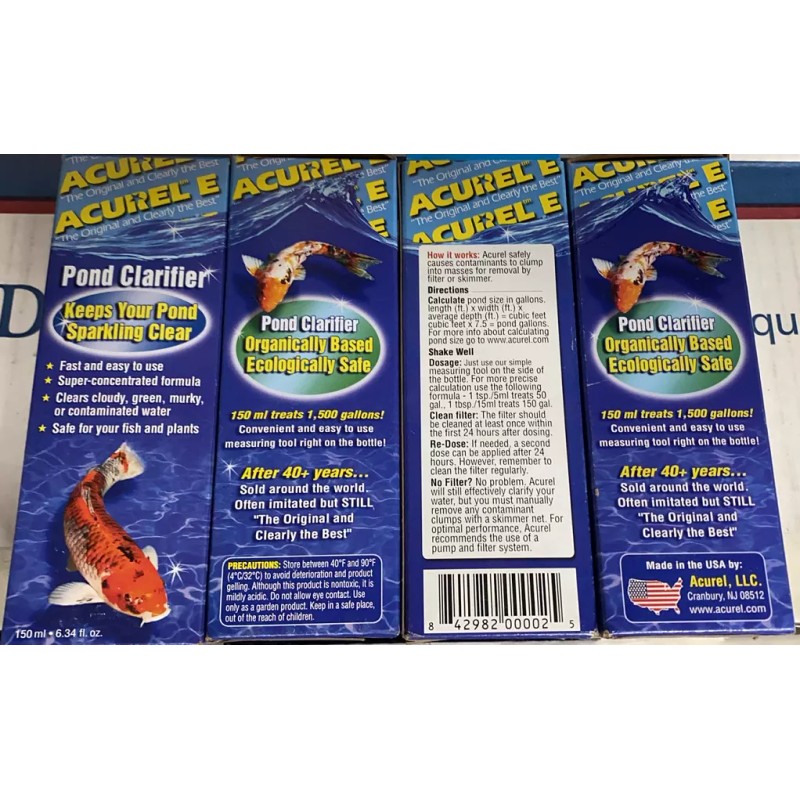 ACUREL E
"The Original and Clearly the Best"
ACUREL E
"The Original and Clearly the Best"
Pond Clarifier
Keeps Your Pond
Sparkling Clear
★ Fast and easy to use
★ Super-concentrated formula
★ Clears cloudy, green, murky,
or contaminated water
★ Safe for your fish and plants
150 ml • 6.34 fl. oz.
"The Original and Clearly the Best"
ACUREL E
E
Best"
Pond Clarifier
Organically Based
Ecologically Safe
150 ml treats 1,500 gallons!
Convenient and easy to use
measuring tool right on the bottle!
After 40+ years...
Sold around the world.
Often imitated but STILL
"The Original and
Clearly the Best"
PRECAUTIONS: Store between 40°F and 90°F
(4°C/32°C) to avoid deterioration and product
gelling. Although this product is nontoxic, it is
mildly acidic. Do not allow eye contact. Use
only as a garden product. Keep in a safe place,
out of the reach of children.
ACUREL E
"The Original and Clearly the Best"
ACUREL E
How it works: Acurel safely
causes contaminants to clump
into masses for removal by
filter or skimmer.
Directions
Calculate pond size in gallons.
length (ft.) x width (ft.) x
average depth (ft.) = cubic feet
cubic feet x 7.5 = pond gallons.
For more info about calculating
pond size go to www.acurel.com
Shake Well
Dosage: Just use our simple
measuring tool on the side of
the bottle. For more precise
calculation use the following
formula - 1 tsp./5ml treats 50
gal., 1 tbsp./15ml treats 150 gal.
Clean filter: The filter should
be cleaned at least once within
the first 24 hours after dosing.
Re-Dose: If needed, a second
dose can be applied after 24
hours. However, remember to
clean the filter regularly.
No Filter? No problem, Acurel
will still effectively clarify your
water, but you must manually
remove any contaminant
clumps with a skimmer net. For
optimal performance, Acurel
recommends the use of a
pump and filter system.
8 42982 00002 5
ACUREL
"The Original and
E
Best"
E
Pond Clarifier
Organically Based
Ecologically Safe
150 ml treats 1,500 gallons!
Convenient and easy to use
measuring tool right on the bottle!
After 40+ years...
Sold around the world.
Often imitated but STILL
"The Original and
Clearly the Best"
Made in the USA by:
Acurel, LLC.
Cranbury, NJ 08512
www.acurel.com
D
qu